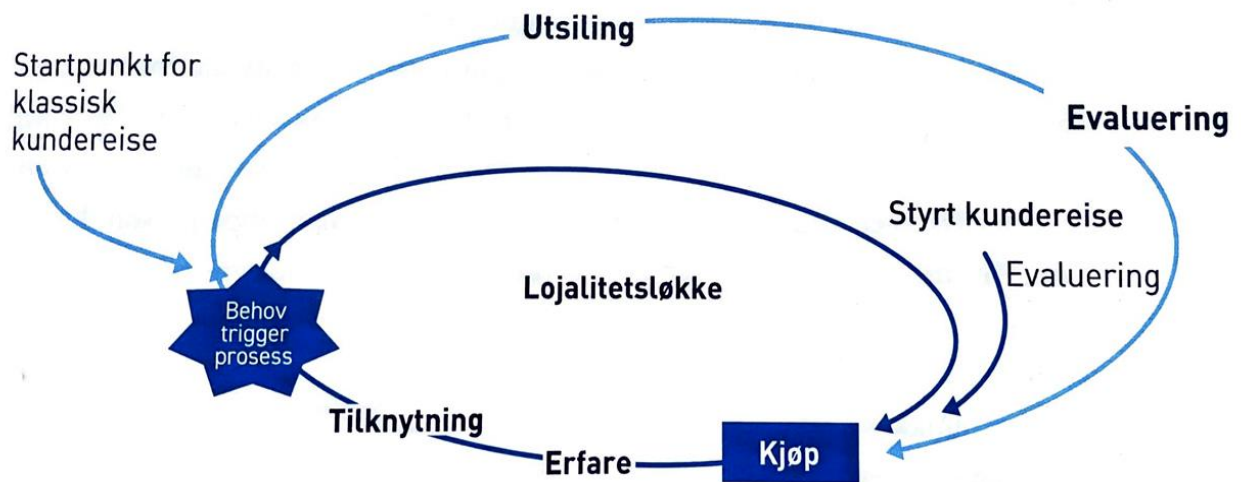 Utsiling
Startpunkt for
klassisk
kundereise
Evaluering
Styrt kundereise
Evaluering
Lojalitetsløkke
Behov
trigger
prosess
Tilknytning
Erfare
Kjøp